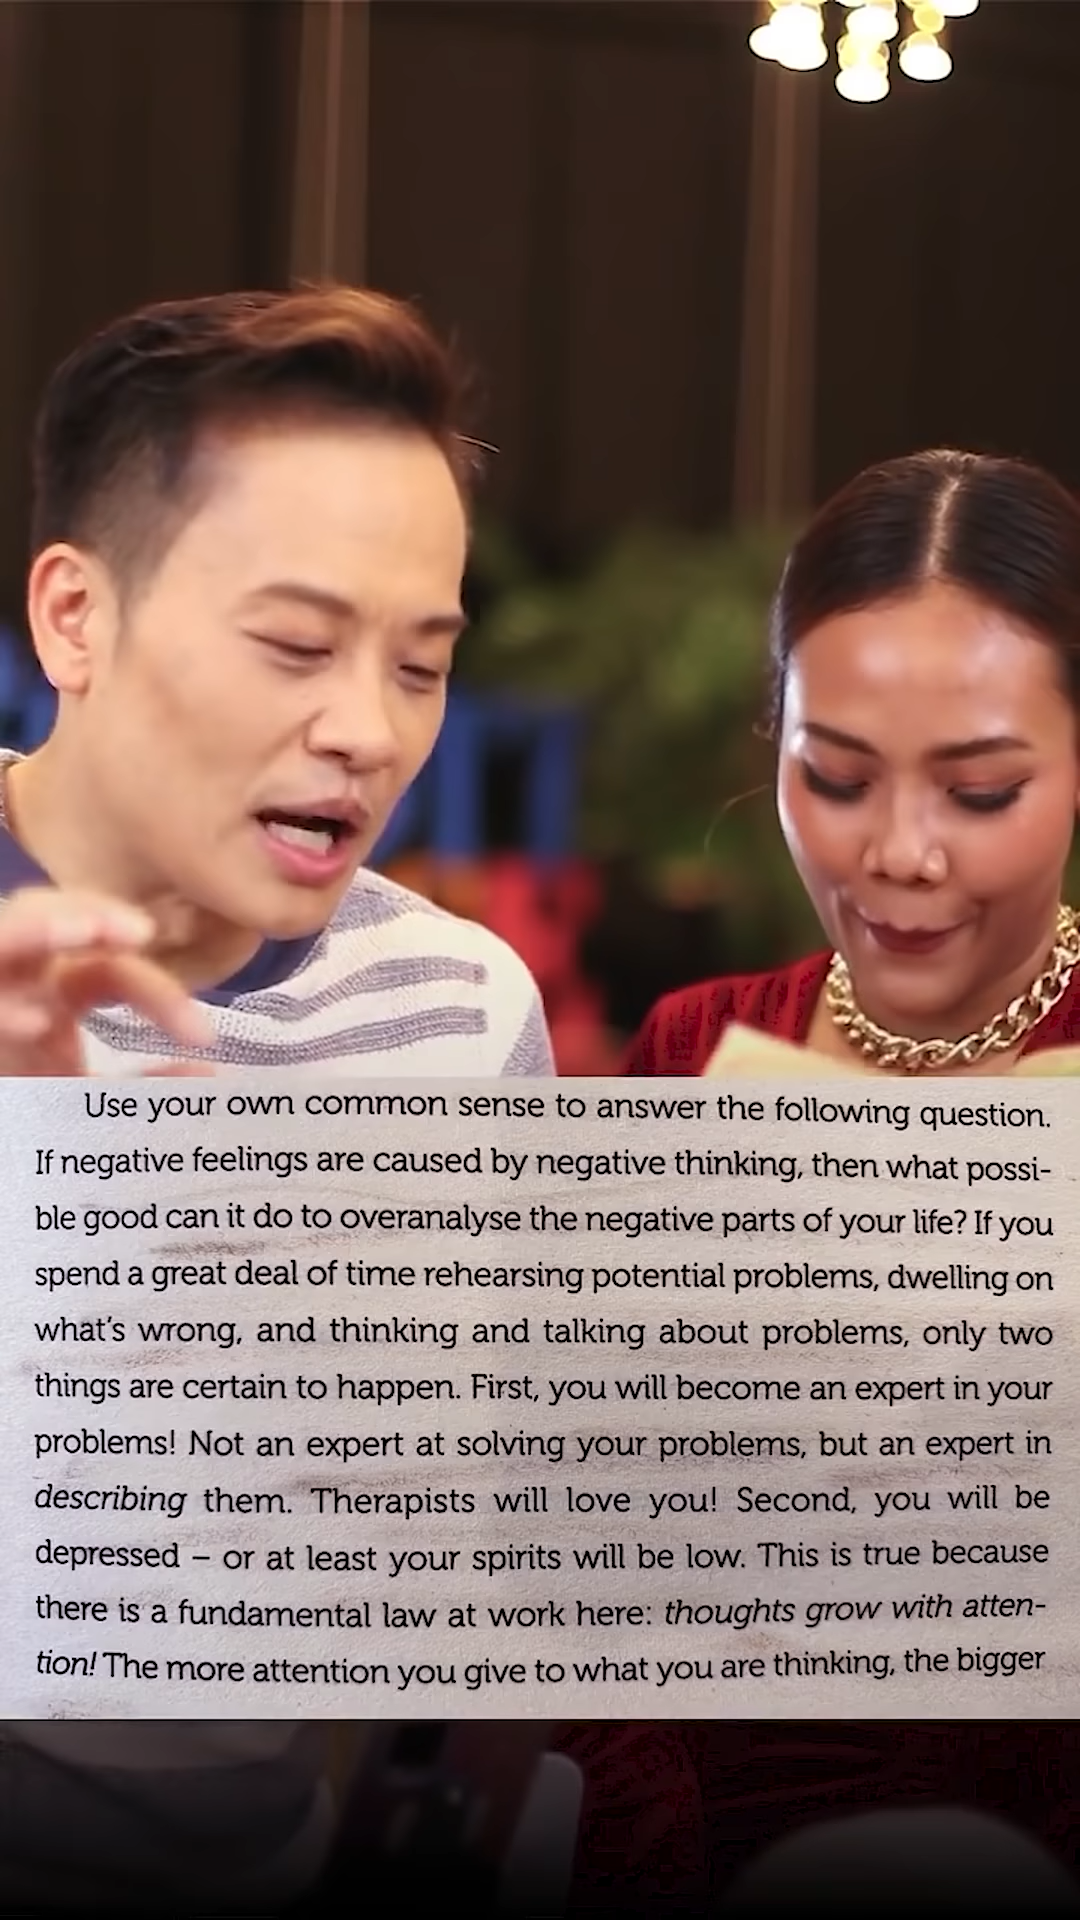 Use your own common sense to answer the following question.
If negative feelings are caused by negative thinking, then what possi-
ble good can it do to overanalyse the negative parts of your life? If you
spend a great deal of time rehearsing potential problems, dwelling on
what's wrong, and thinking and talking about problems, only two
things are certain to happen. First, you will become an expert in your
problems! Not an expert at solving your problems, but an expert in
describing them. Therapists will love you! Second, you will be
depressed – or at least your spirits will be low. This is true because
there is a fundamental law at work here: thoughts grow with atten-
tion! The more attention you give to what you are thinking, the bigger